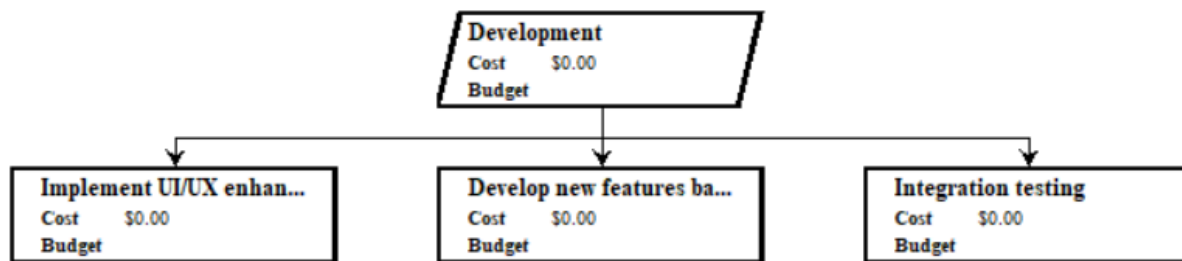 Development
Cost $0.00
Budget
Implement UI/UX enhan...
Cost $0.00
Budget
Develop new features ba...
Cost $0.00
Budget
Integration testing
Cost $0.00
Budget